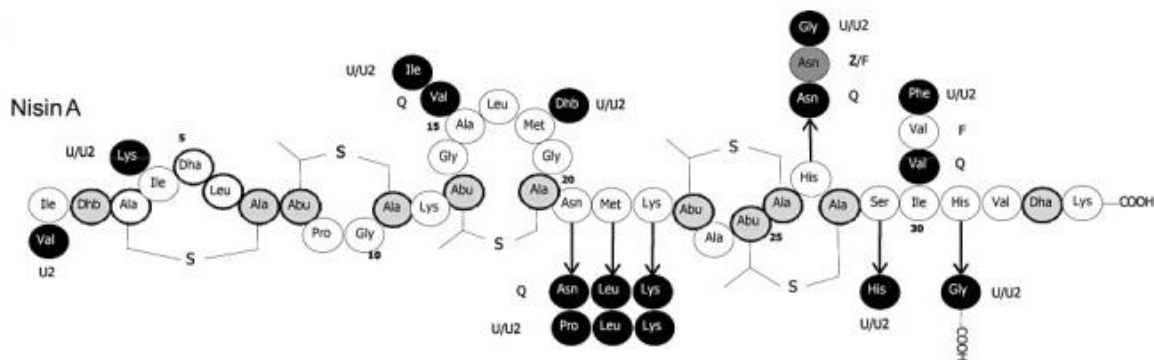 Nisin A
Gly U/U2
Asn Z/F
Asn Q
U/U2 Ile
Q Val
15 Ala Leu Met Dhb U/U2
Phe U/U2
Val F
Val Q
U/U2 Lys
5
Dha
Ile Leu
S
Gly Gly
20
S
His
Ile Dhb Ala Ala Abu Ala Lys Abu Ala Asn Met Lys Abu Ala Abu Ala Ala Ser Ile His Val Dha Lys COOH
Pro Gly
10
25
30
Val
U2
S
S
S
Q Asn Leu Lys
U/U2 Pro Leu Lys
His
U/U2
Gly U/U2
COOH